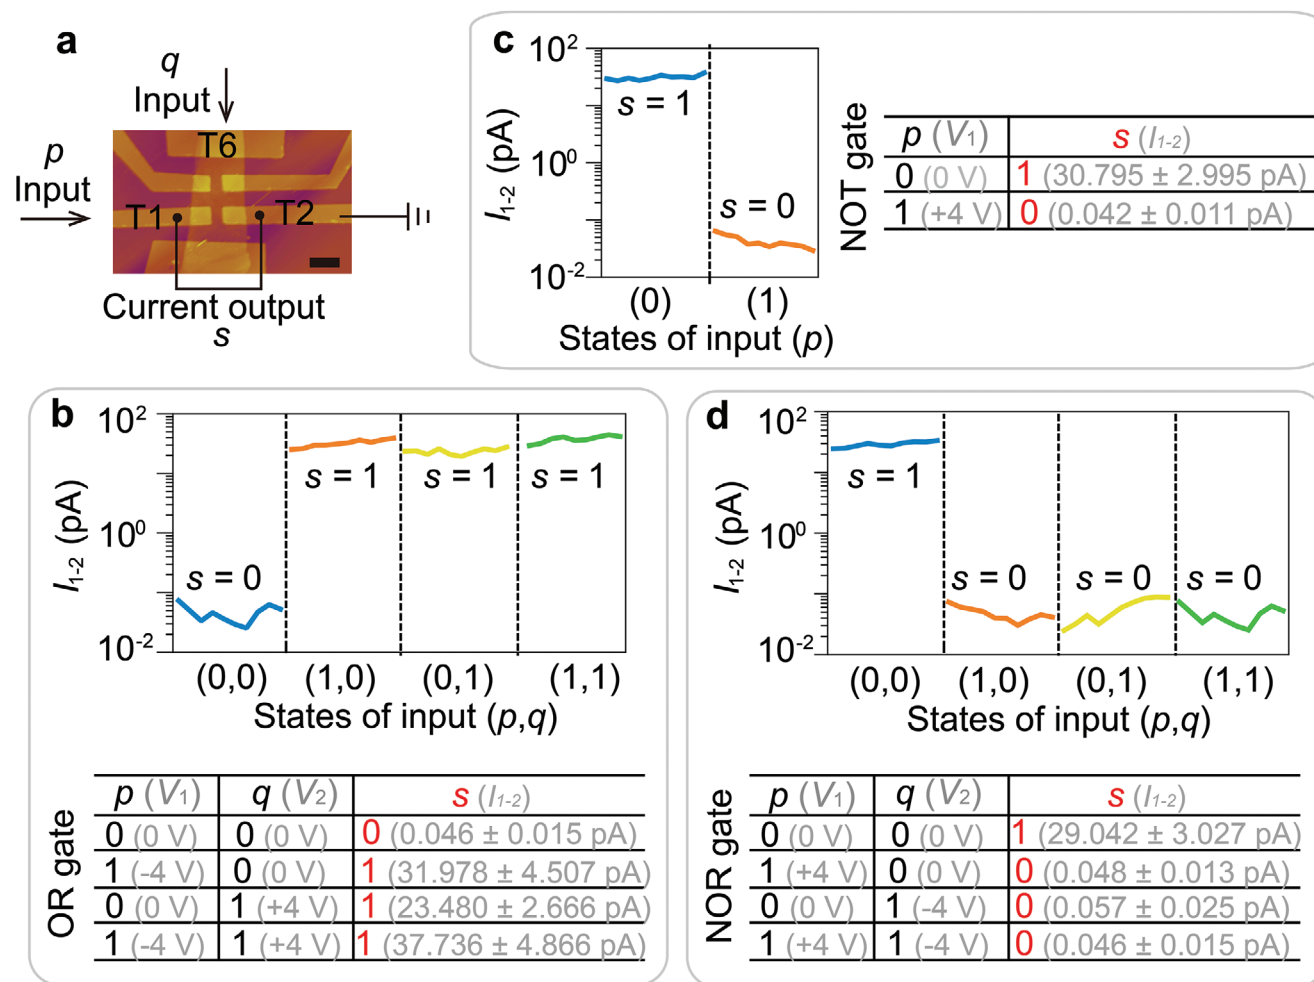 a
q
Input
p
Input
T6
T1
T2
Current output
s
c
10²
10⁰
10⁻²
I₁₋₂ (pA)
s = 1
s = 0
(0) (1)
States of input (p)
NOT gate
p (V₁) s (I₁₋₂)
0 (0 V) 1 (30.795 ± 2.995 pA)
1 (+4 V) 0 (0.042 ± 0.011 pA)
b
10²
10⁰
10⁻²
I₁₋₂ (pA)
s = 0
s = 1
s = 1
s = 1
(0,0) (1,0) (0,1) (1,1)
States of input (p,q)
OR gate
p (V₁) q (V₂) s (I₁₋₂)
0 (0 V) 0 (0 V) 0 (0.046 ± 0.015 pA)
1 (-4 V) 0 (0 V) 1 (31.978 ± 4.507 pA)
0 (0 V) 1 (+4 V) 1 (23.480 ± 2.666 pA)
1 (-4 V) 1 (+4 V) 1 (37.736 ± 4.866 pA)
d
10²
10⁰
10⁻²
I₁₋₂ (pA)
s = 1
s = 0
s = 0
s = 0
(0,0) (1,0) (0,1) (1,1)
States of input (p,q)
NOR gate
p (V₁) q (V₂) s (I₁₋₂)
0 (0 V) 0 (0 V) 1 (29.042 ± 3.027 pA)
1 (+4 V) 0 (0 V) 0 (0.048 ± 0.013 pA)
0 (0 V) 1 (-4 V) 0 (0.057 ± 0.025 pA)
1 (+4 V) 1 (-4 V) 0 (0.046 ± 0.015 pA)